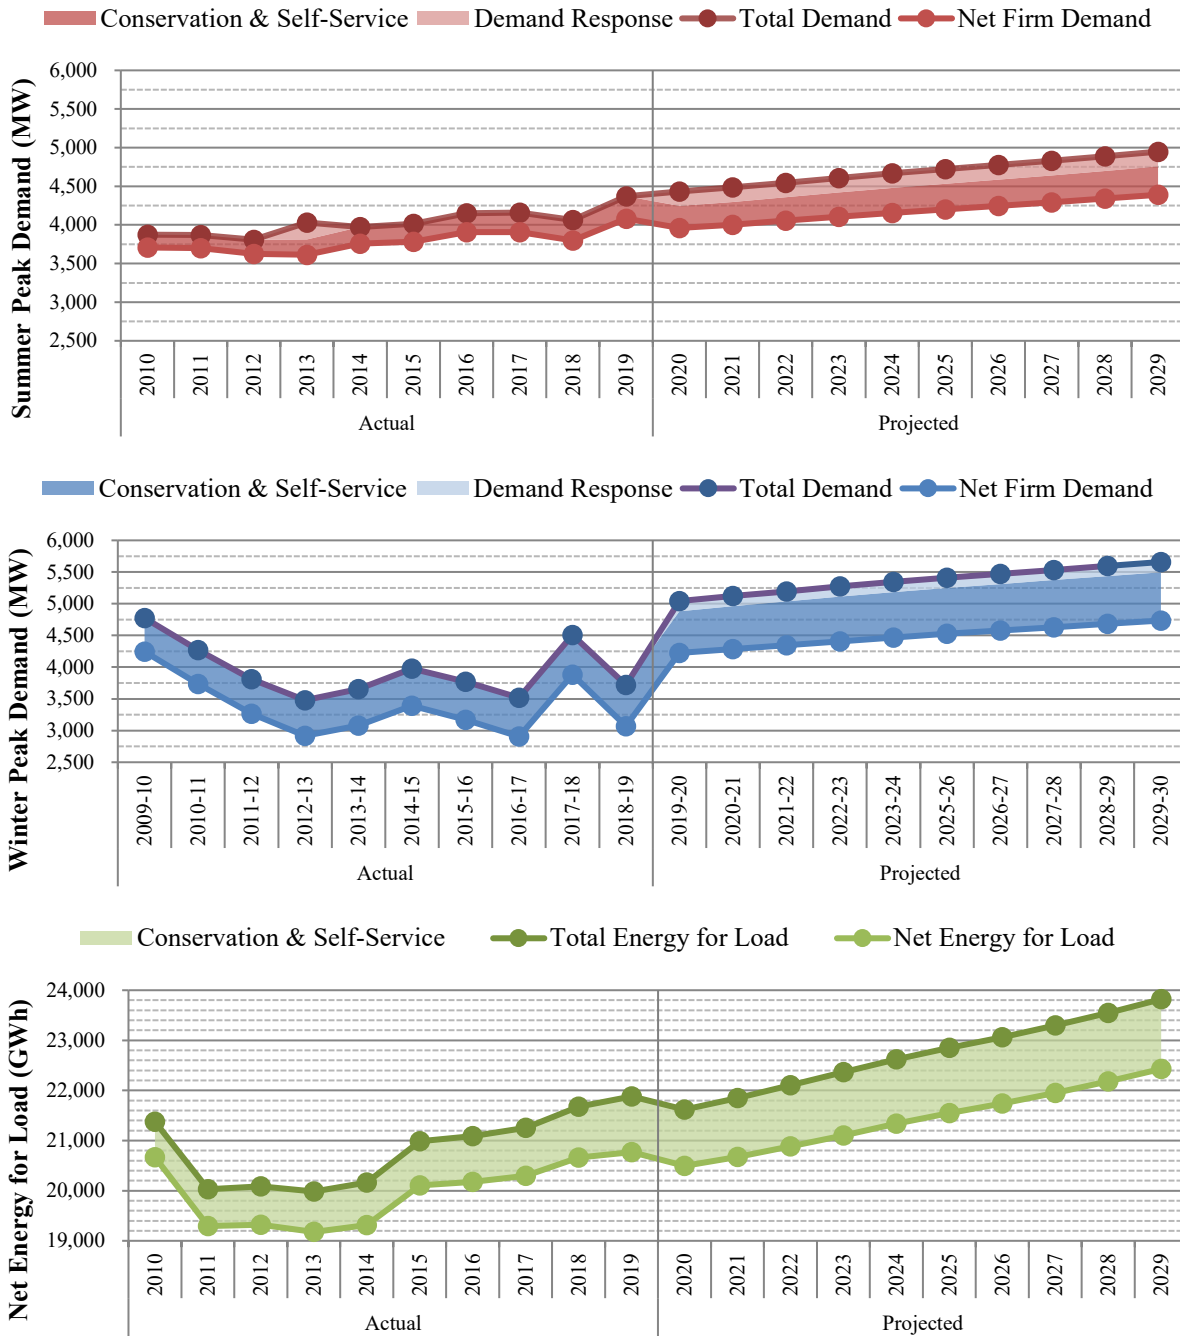 Conservation & Self-Service Demand Response Total Demand Net Firm Demand
Summer Peak Demand (MW)
6,000
5,500
5,000
4,500
4,000
3,500
3,000
2,500
2010 2011 2012 2013 2014 2015 2016 2017 2018 2019 2020 2021 2022 2023 2024 2025 2026 2027 2028 2029
Actual Projected
Conservation & Self-Service Demand Response Total Demand Net Firm Demand
Winter Peak Demand (MW)
6,000
5,500
5,000
4,500
4,000
3,500
3,000
2,500
2009-10 2010-11 2011-12 2012-13 2013-14 2014-15 2015-16 2016-17 2017-18 2018-19 2019-20 2020-21 2021-22 2022-23 2023-24 2025-26 2026-27 2027-28 2028-29 2029-30
Actual Projected
Conservation & Self-Service Total Energy for Load Net Energy for Load
Net Energy for Load (GWh)
24,000
23,000
22,000
21,000
20,000
19,000
2010 2011 2012 2013 2014 2015 2016 2017 2018 2019 2020 2021 2022 2023 2024 2025 2026 2027 2028 2029
Actual Projected